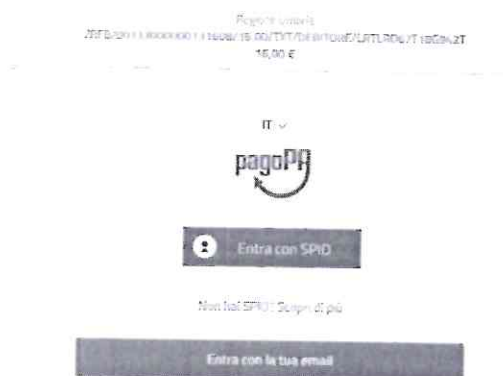 Regione Umbria
16,00 €
IT
pagoPA
Entra con SPID
Non hai SPID? Scopri di più
Entra con la tua email